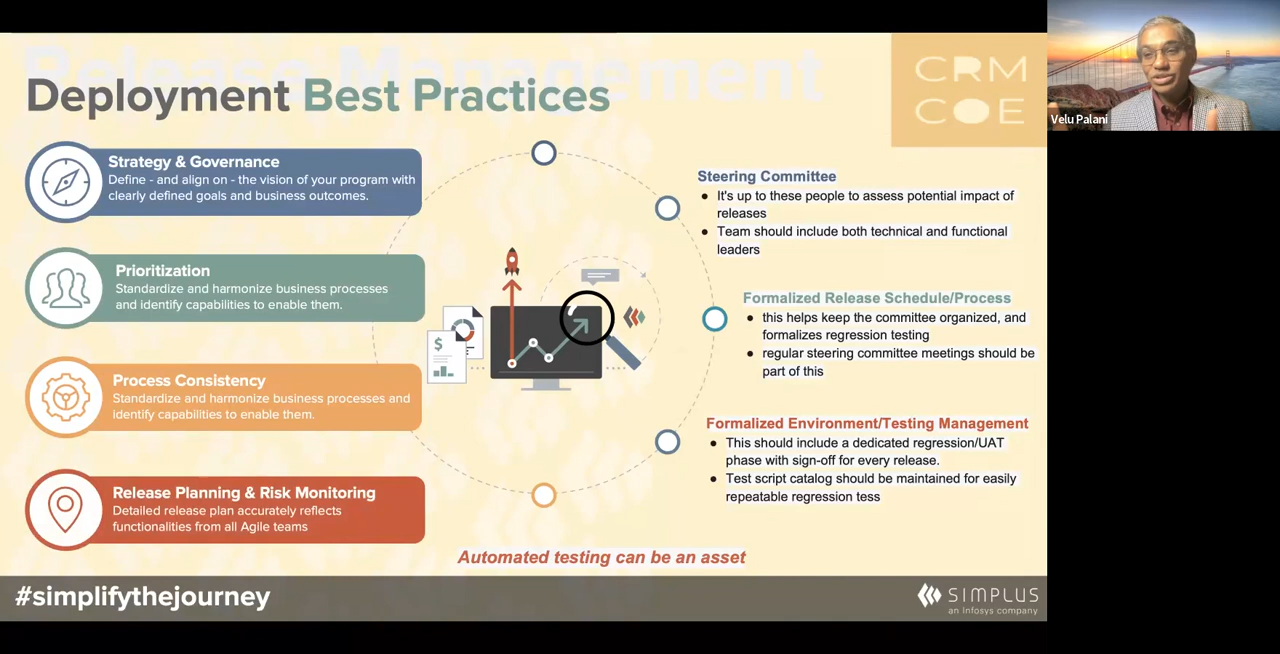 Release Management
Deployment Best Practices
CRM
COE
Velu Palani
Strategy & Governance
Define - and align on - the vision of your program with
clearly defined goals and business outcomes.
Prioritization
Standardize and harmonize business processes
and identify capabilities to enable them.
Process Consistency
Standardize and harmonize business processes and
identify capabilities to enable them.
Release Planning & Risk Monitoring
Detailed release plan accurately reflects
functionalities from all Agile teams
$
Steering Committee
● It's up to these people to assess potential impact of
releases
● Team should include both technical and functional
leaders
Formalized Release Schedule/Process
● this helps keep the committee organized, and
formalizes regression testing
● regular steering committee meetings should be
part of this
Formalized Environment/Testing Management
● This should include a dedicated regression/UAT
phase with sign-off for every release.
● Test script catalog should be maintained for easily
repeatable regression tess
Automated testing can be an asset
#simplifythejourney
SIMPLUS
an Infosys company